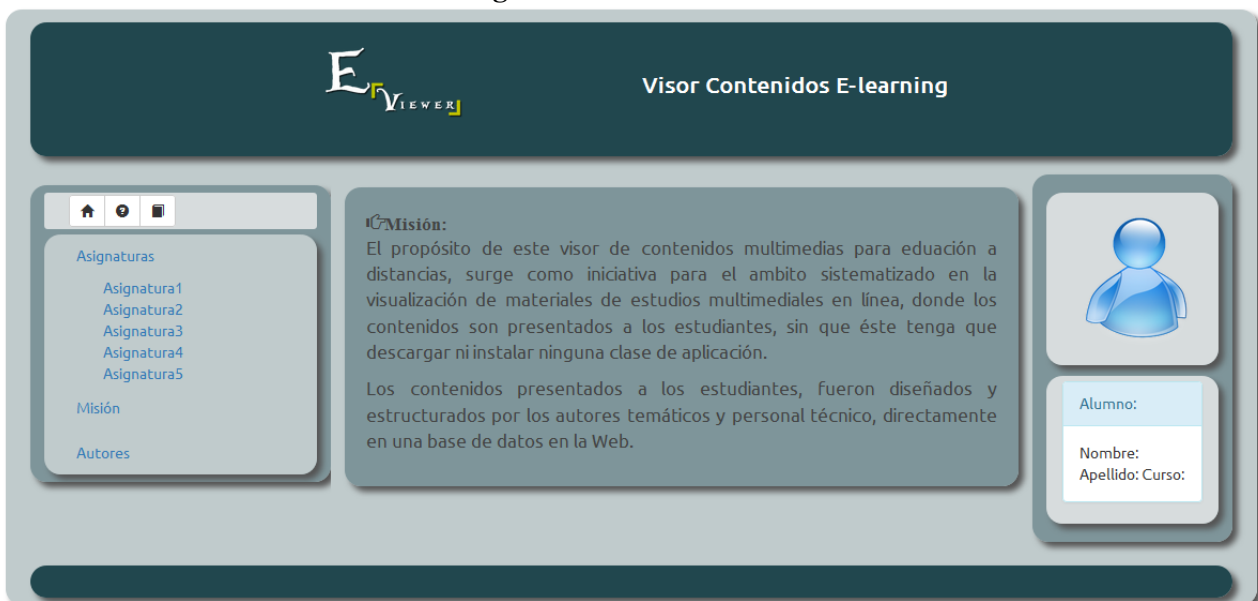 E
VIEWER
Visor Contenidos E-learning
Asignaturas
Asignatura1
Asignatura2
Asignatura3
Asignatura4
Asignatura5
Misión
Autores
Misión:
El propósito de este visor de contenidos multimedias para eduación a
distancias, surge como iniciativa para el ambito sistematizado en la
visualización de materiales de estudios multimediales en línea, donde los
contenidos son presentados a los estudiantes, sin que éste tenga que
descargar ni instalar ninguna clase de aplicación.
Los contenidos presentados a los estudiantes, fueron diseñados y
estructurados por los autores temáticos y personal técnico, directamente
en una base de datos en la Web.
Alumno:
Nombre:
Apellido: Curso: